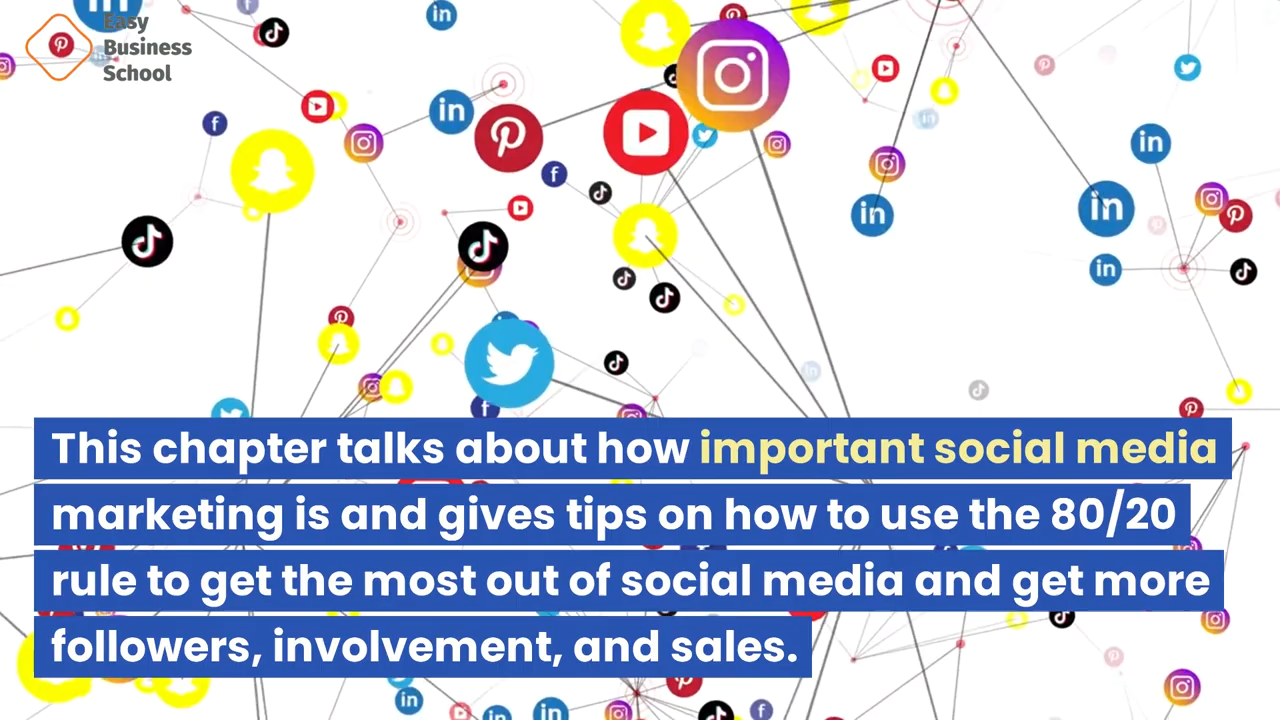 Easy
Business
School
This chapter talks about how important social media
marketing is and gives tips on how to use the 80/20
rule to get the most out of social media and get more
followers, involvement, and sales.